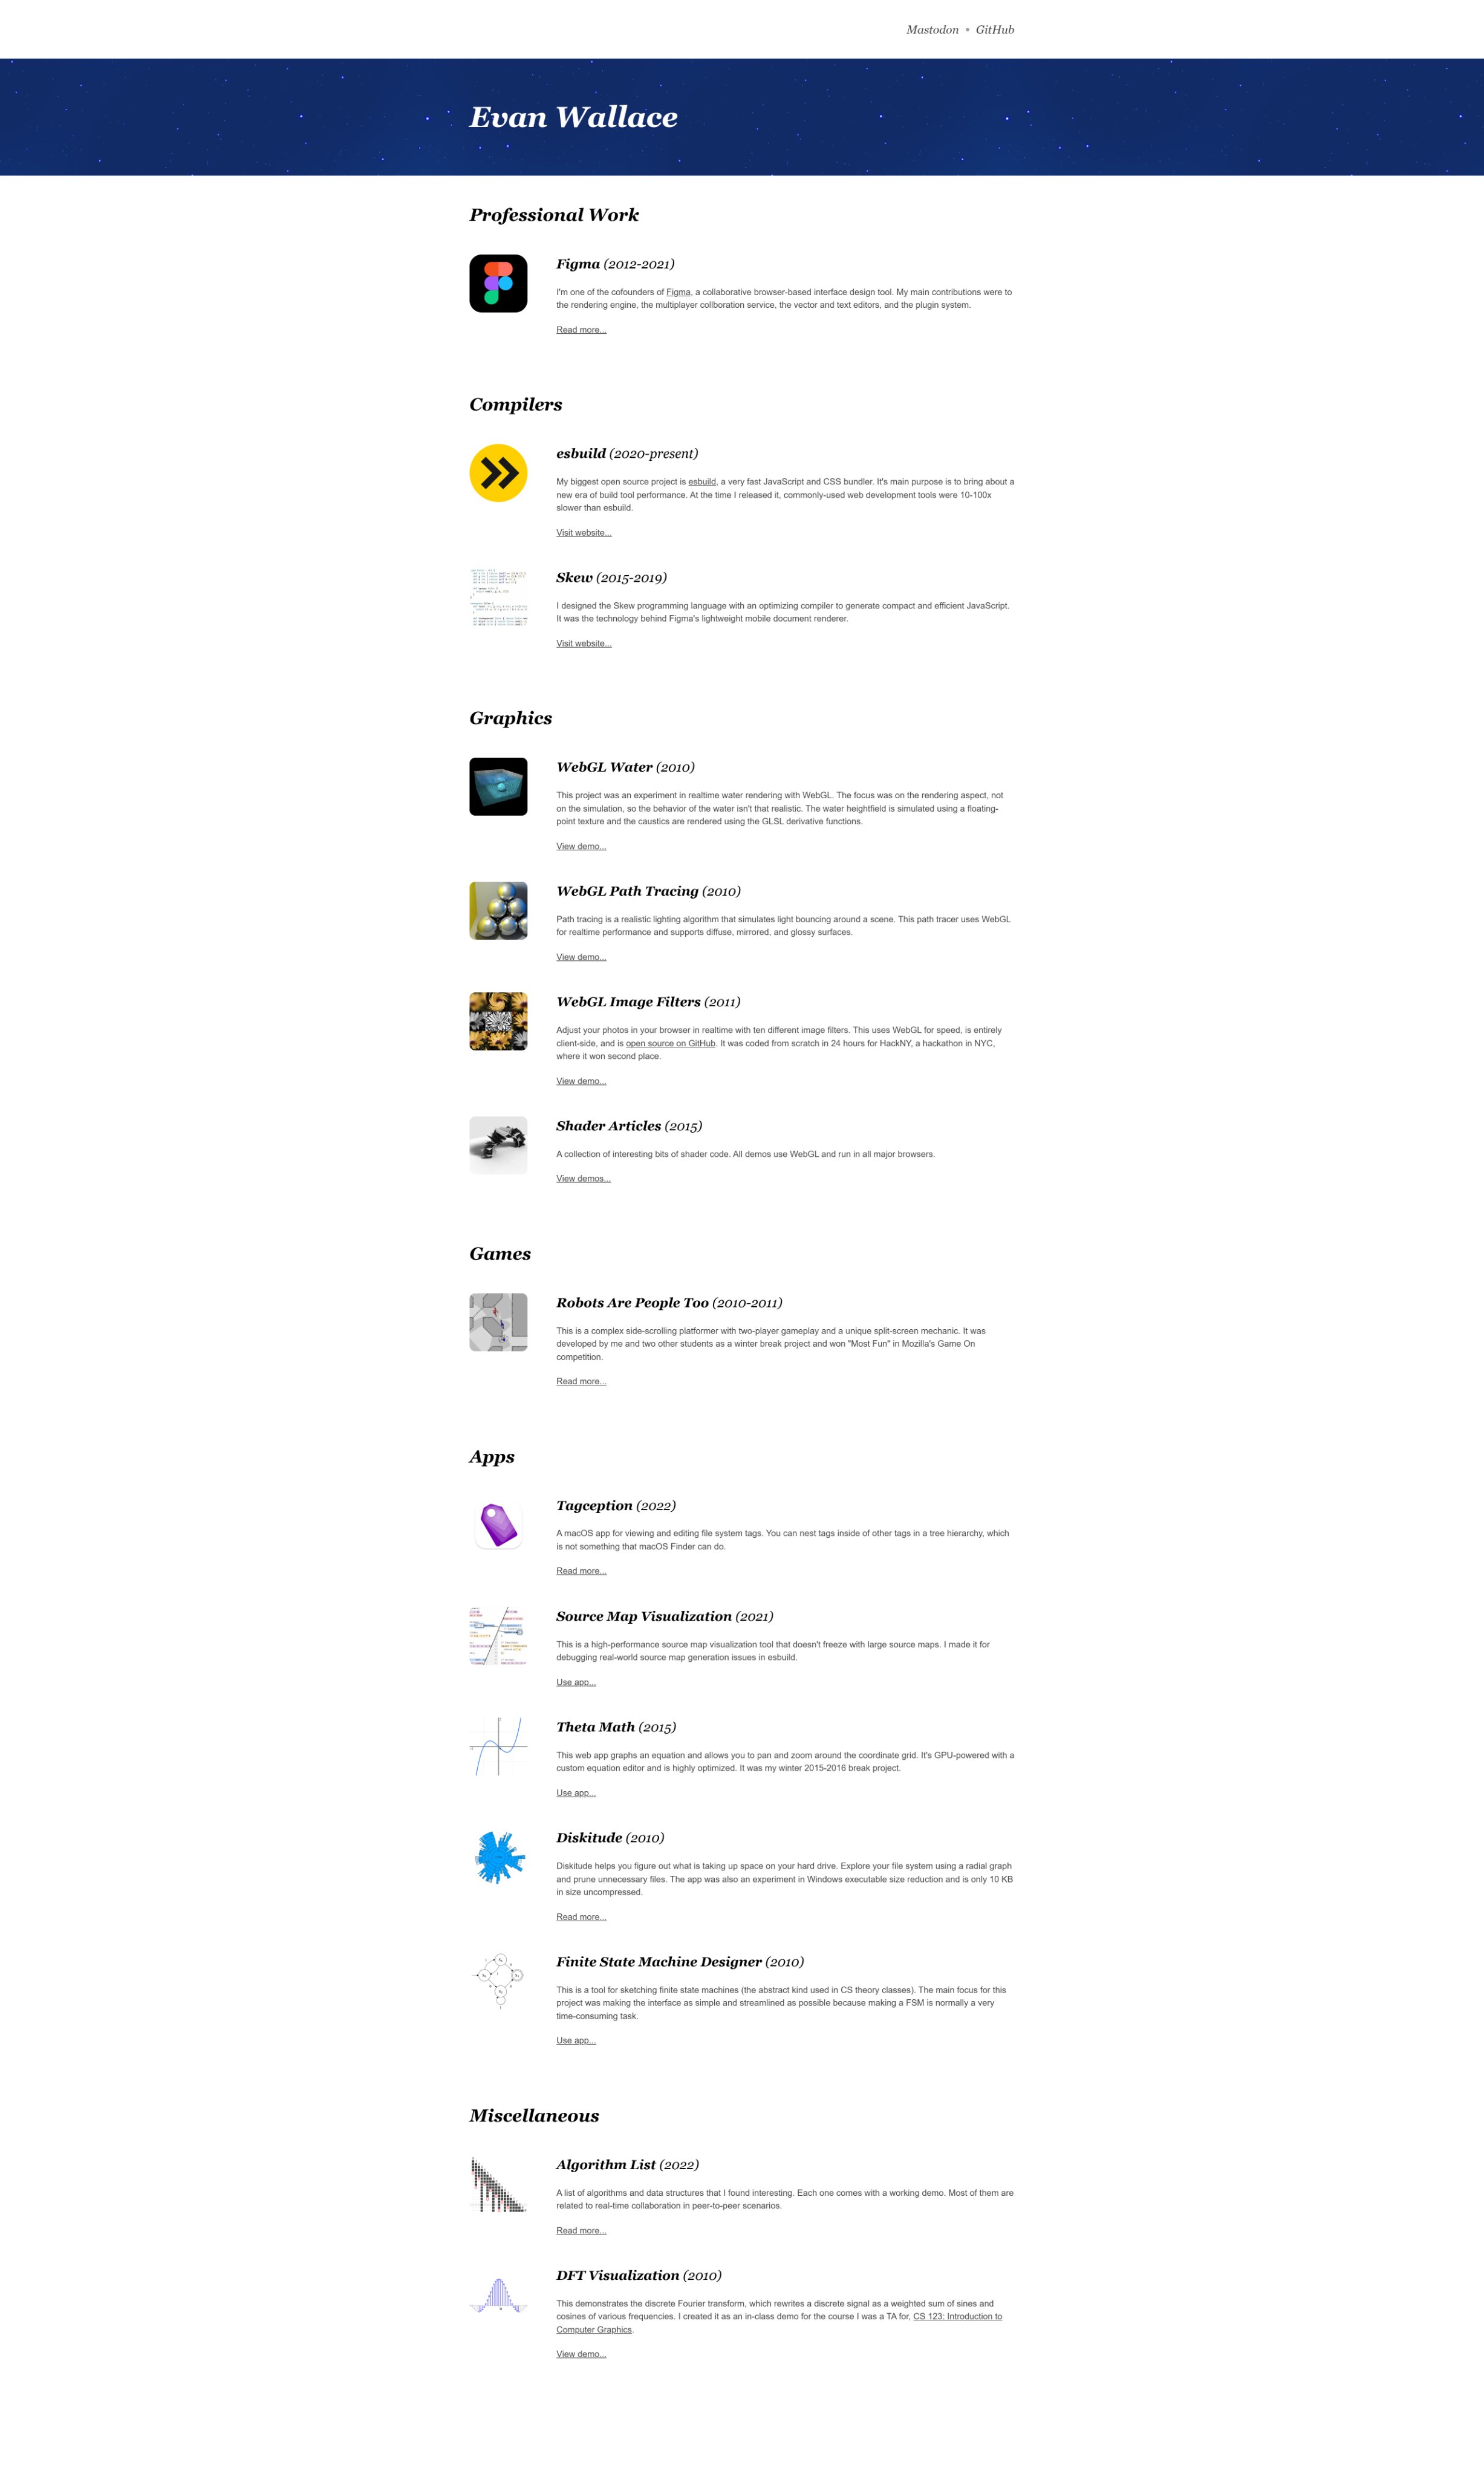 Mastodon • GitHub
Evan Wallace
Professional Work
Figma (2012-2021)
I'm one of the cofounders of Figma, a collaborative browser-based interface design tool. My main contributions were to
the rendering engine, the multiplayer collboration service, the vector and text editors, and the plugin system.
Read more...
Compilers
esbuild (2020-present)
My biggest open source project is esbuild, a very fast JavaScript and CSS bundler. It's main purpose is to bring about a
new era of build tool performance. At the time I released it, commonly-used web development tools were 10-100x
slower than esbuild.
Visit website...
Skew (2015-2019)
I designed the Skew programming language with an optimizing compiler to generate compact and efficient JavaScript.
It was the technology behind Figma's lightweight mobile document renderer.
Visit website...
Graphics
WebGL Water (2010)
This project was an experiment in realtime water rendering with WebGL. The focus was on the rendering aspect, not
on the simulation, so the behavior of the water isn't that realistic. The water heightfield is simulated using a floating-
point texture and the caustics are rendered using the GLSL derivative functions.
View demo...
WebGL Path Tracing (2010)
Path tracing is a realistic lighting algorithm that simulates light bouncing around a scene. This path tracer uses WebGL
for realtime performance and supports diffuse, mirrored, and glossy surfaces.
View demo...
WebGL Image Filters (2011)
Adjust your photos in your browser in realtime with ten different image filters. This uses WebGL for speed, is entirely
client-side, and is open source on GitHub. It was coded from scratch in 24 hours for HackNY, a hackathon in NYC,
where it won second place.
View demo...
Shader Articles (2015)
A collection of interesting bits of shader code. All demos use WebGL and run in all major browsers.
View demos...
Games
Robots Are People Too (2010-2011)
This is a complex side-scrolling platformer with two-player gameplay and a unique split-screen mechanic. It was
developed by me and two other students as a winter break project and won "Most Fun" in Mozilla's Game On
competition.
Read more...
Apps
Tagception (2022)
A macOS app for viewing and editing file system tags. You can nest tags inside of other tags in a tree hierarchy, which
is not something that macOS Finder can do.
Read more...
Source Map Visualization (2021)
This is a high-performance source map visualization tool that doesn't freeze with large source maps. I made it for
debugging real-world source map generation issues in esbuild.
Use app...
Theta Math (2015)
This web app graphs an equation and allows you to pan and zoom around the coordinate grid. It's GPU-powered with a
custom equation editor and is highly optimized. It was my winter 2015-2016 break project.
Use app...
Diskitude (2010)
Diskitude helps you figure out what is taking up space on your hard drive. Explore your file system using a radial graph
and prune unnecessary files. The app was also an experiment in Windows executable size reduction and is only 10 KB
in size uncompressed.
Read more...
Finite State Machine Designer (2010)
This is a tool for sketching finite state machines (the abstract kind used in CS theory classes). The main focus for this
project was making the interface as simple and streamlined as possible because making a FSM is normally a very
time-consuming task.
Use app...
Miscellaneous
Algorithm List (2022)
A list of algorithms and data structures that I found interesting. Each one comes with a working demo. Most of them are
related to real-time collaboration in peer-to-peer scenarios.
Read more...
DFT Visualization (2010)
This demonstrates the discrete Fourier transform, which rewrites a discrete signal as a weighted sum of sines and
cosines of various frequencies. I created it as an in-class demo for the course I was a TA for, CS 123: Introduction to
Computer Graphics.
View demo...